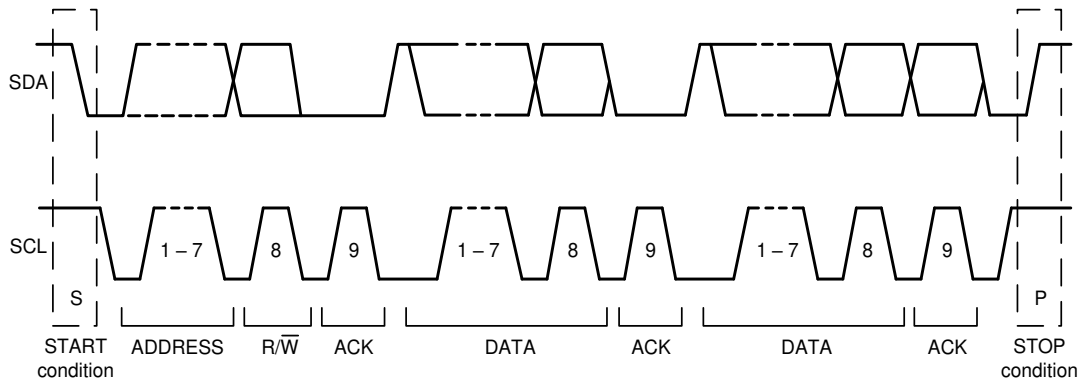 SDA
SCL
1 – 7 8 9 1 – 7 8 9 1 – 7 8 9
S P
START condition ADDRESS R/W̅ ACK DATA ACK DATA ACK STOP condition